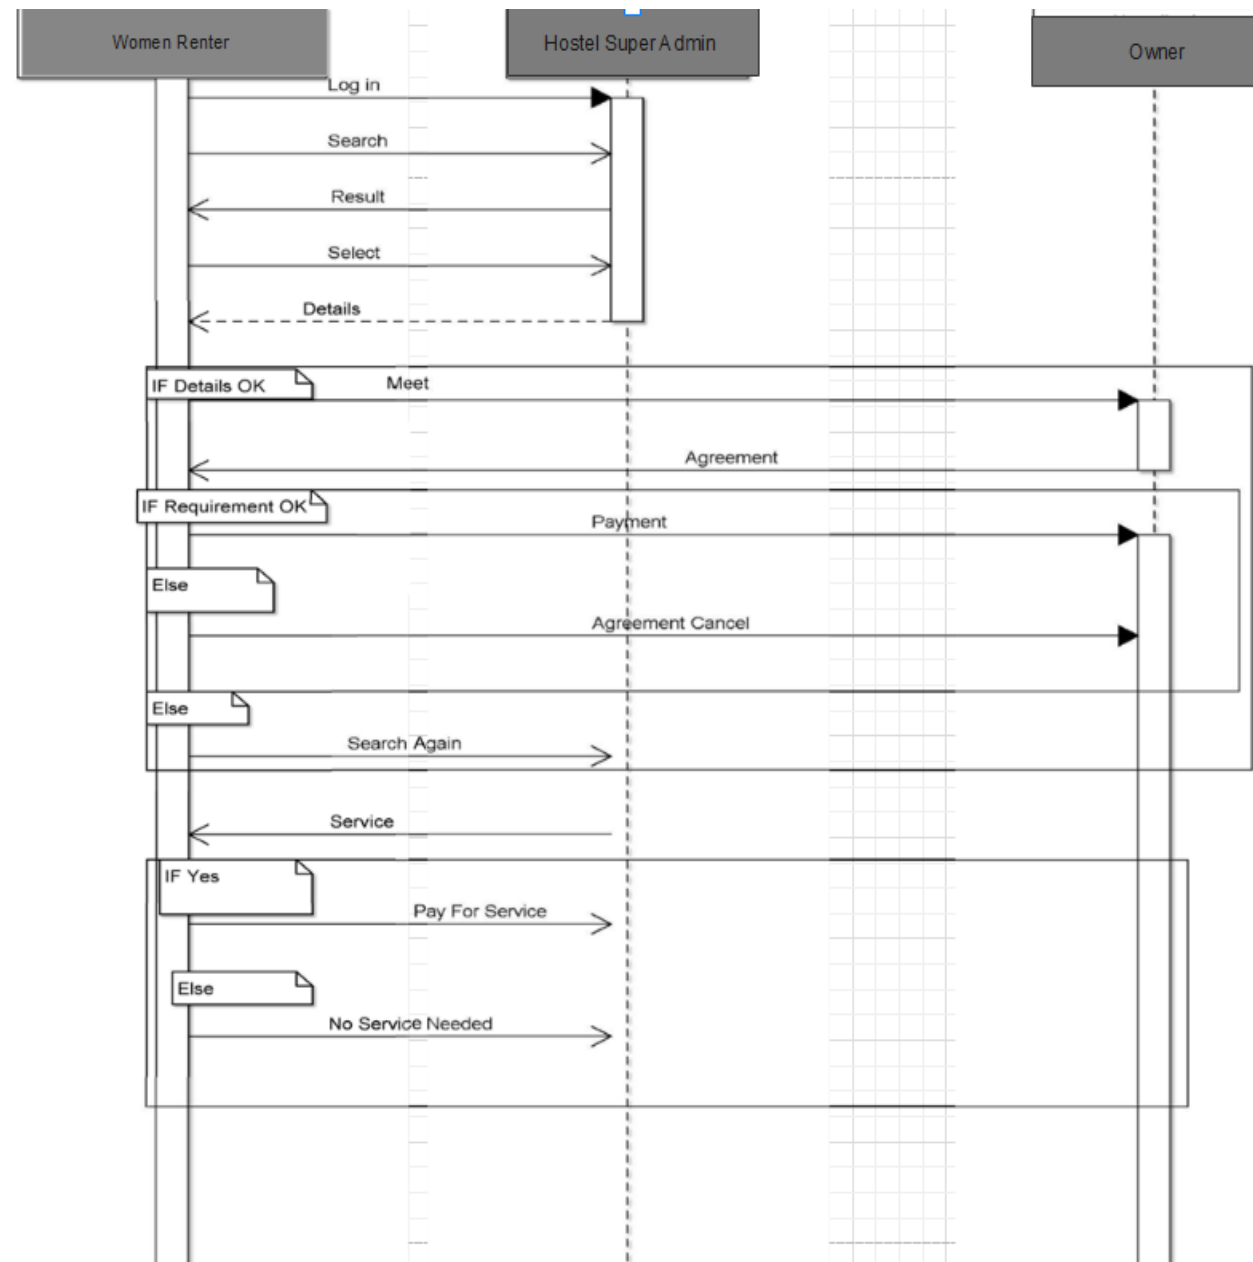 Women Renter
Hostel Super Admin
Owner
Log in
Search
Result
Select
Details
IF Details OK
Meet
Agreement
IF Requirement OK
Payment
Else
Agreement Cancel
Else
Search Again
Service
IF Yes
Pay For Service
Else
No Service Needed